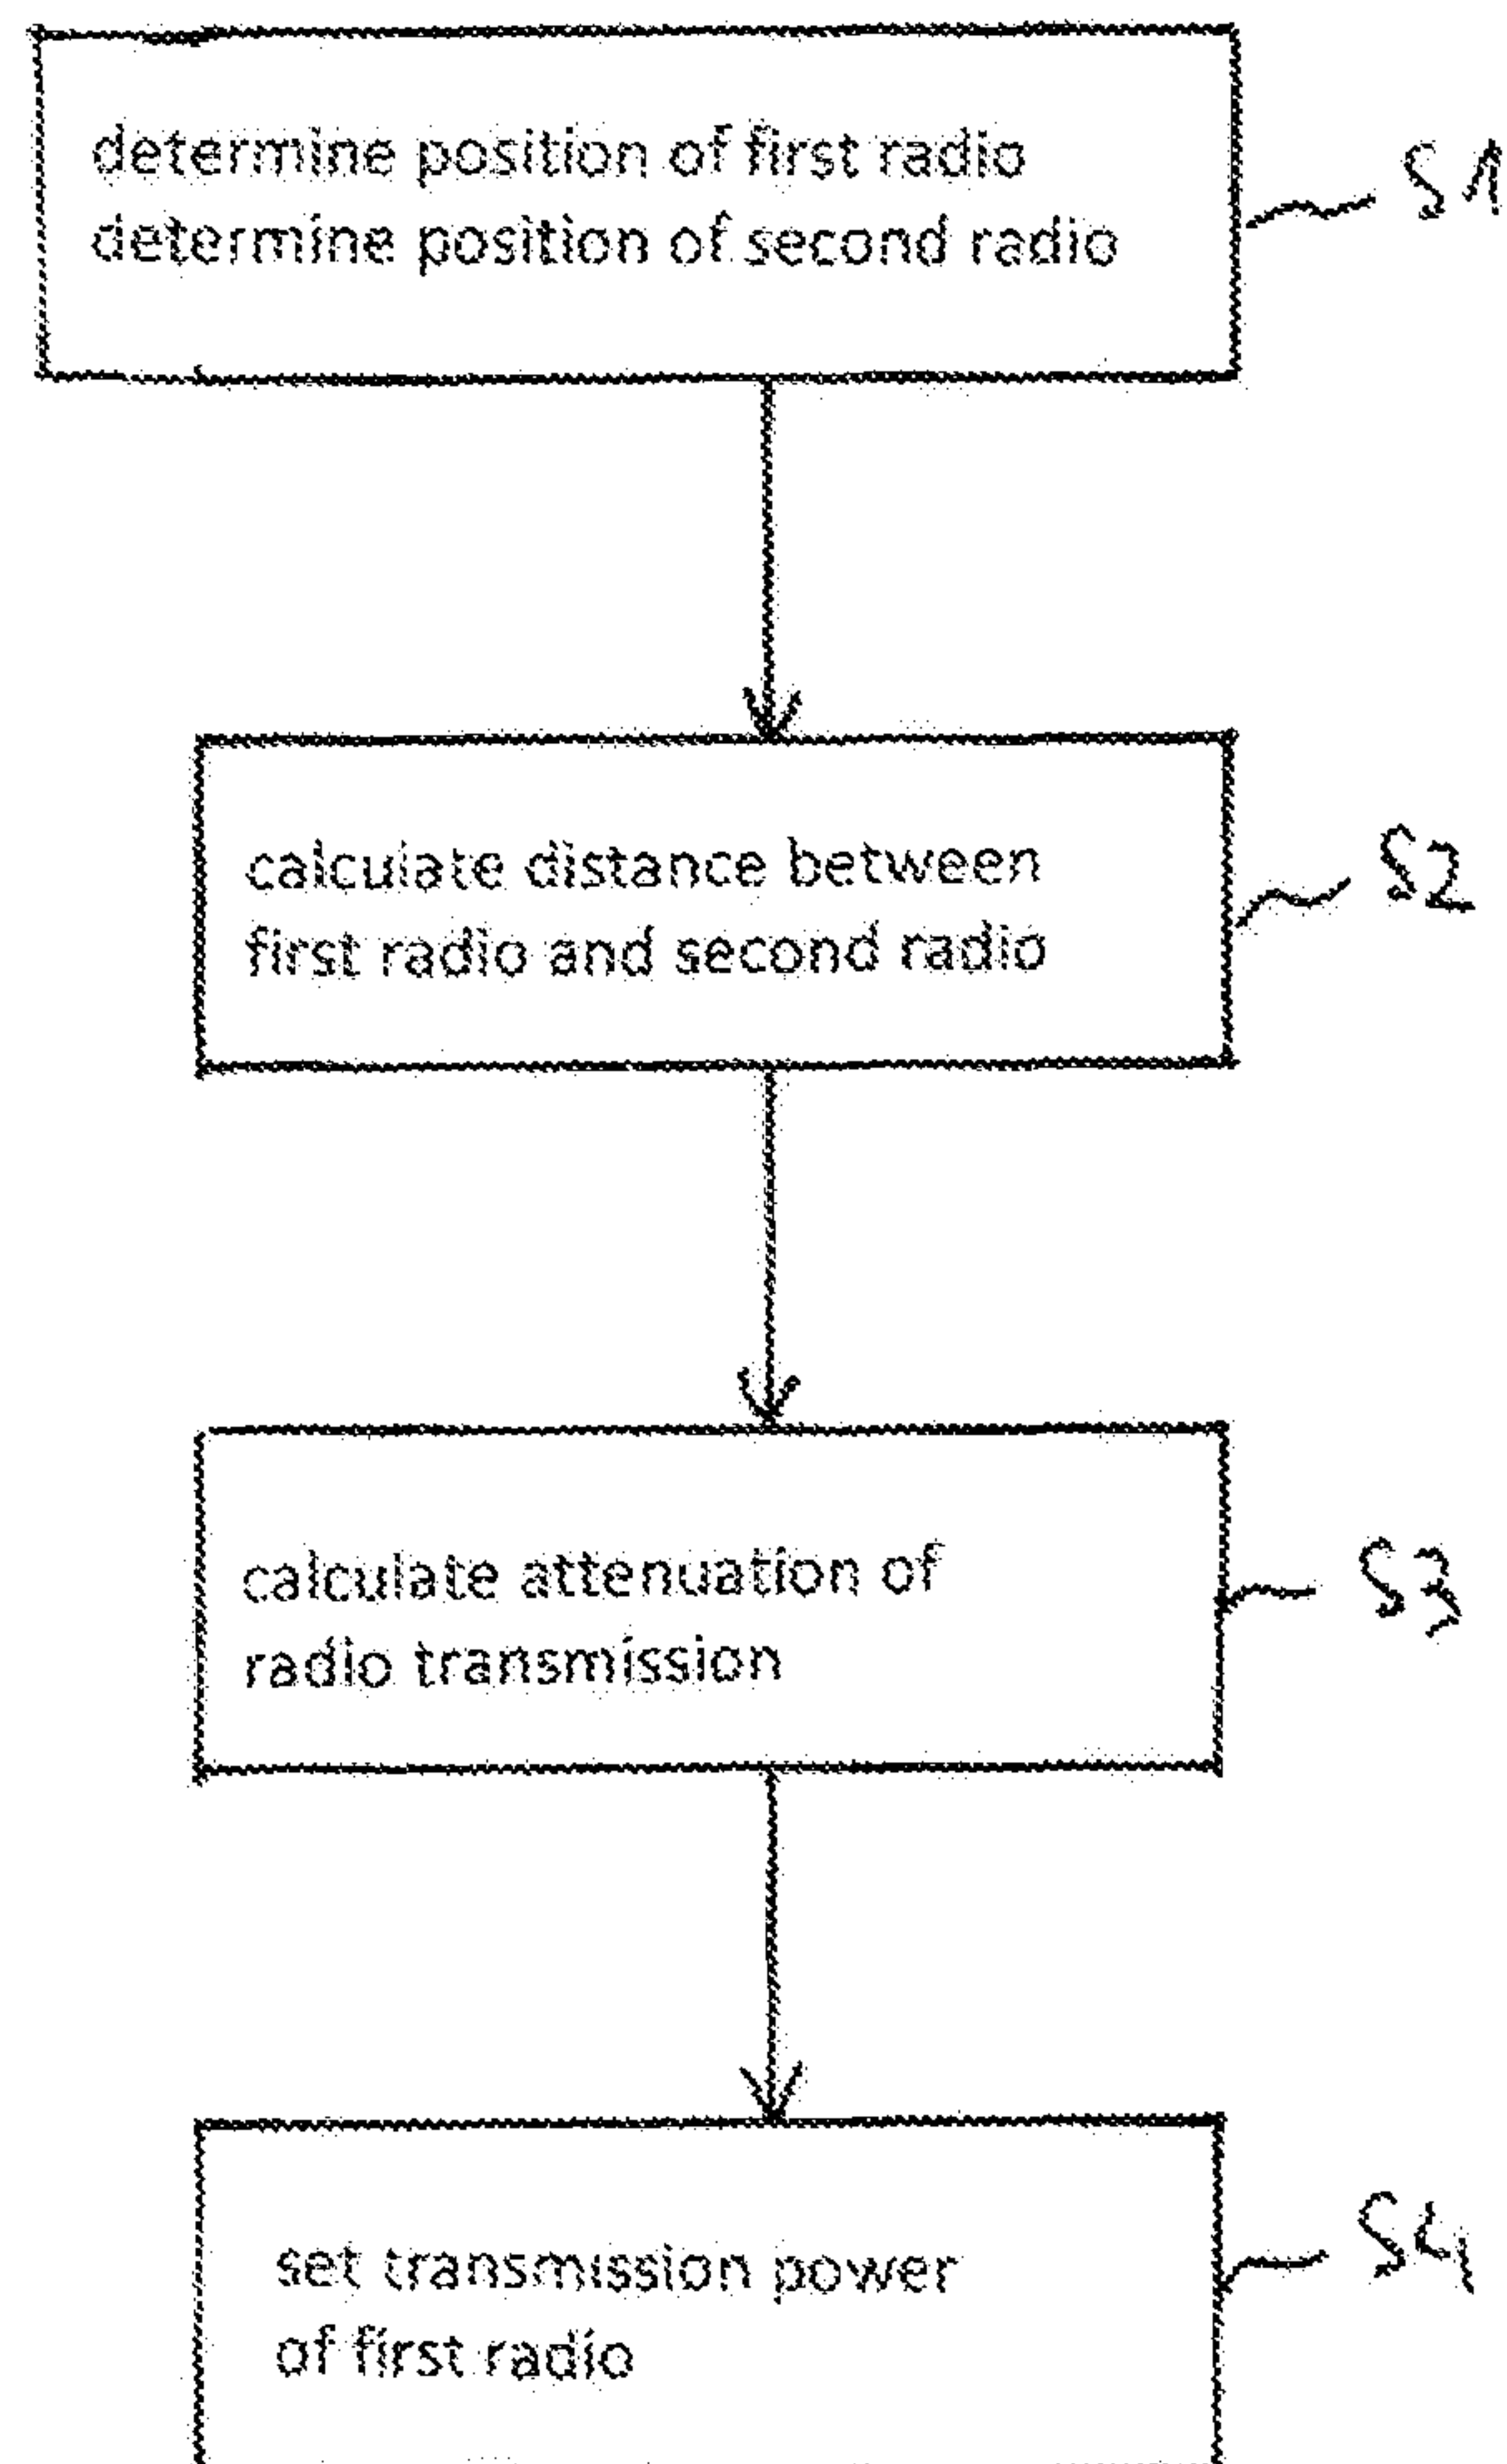 determine position of first radio
determine position of second radio
S1
calculate distance between
first radio and second radio
S2
calculate attenuation of
radio transmission
S3
set transmission power
of first radio
S4